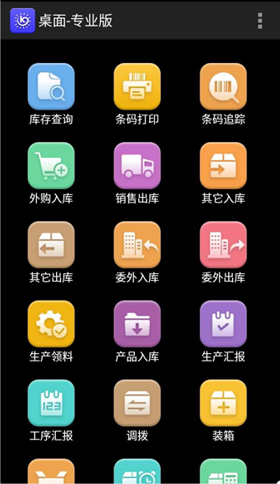 桌面-专业版
库存查询 条码打印 条码追踪
外购入库 销售出库 其它入库
其它出库 委外入库 委外出库
生产领料 产品入库 生产汇报
123
工序汇报 调拨 装箱